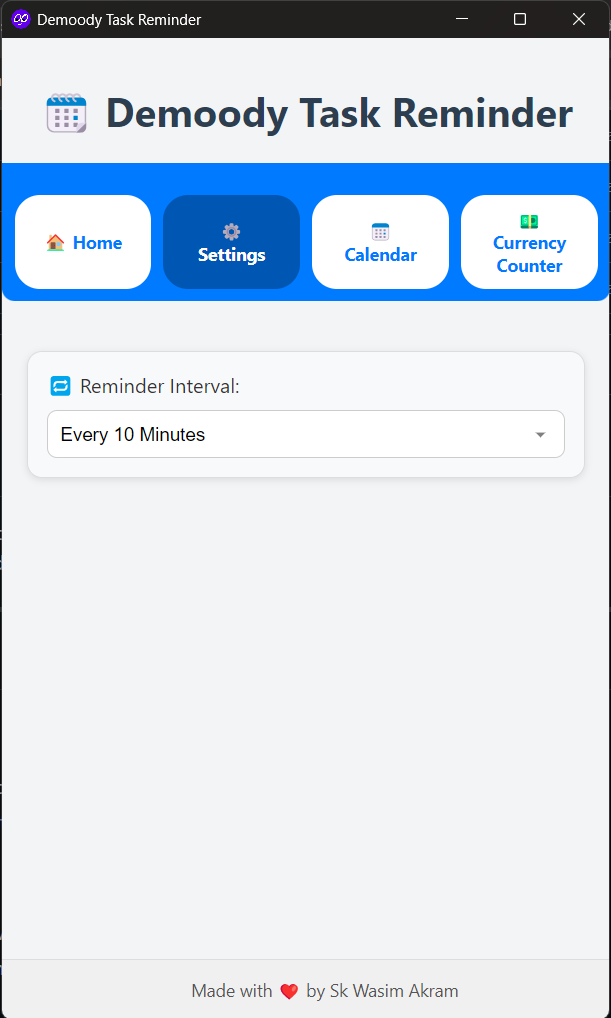 Demoody Task Reminder
Demoody Task Reminder
Home
Settings
Calendar
Currency
Counter
Reminder Interval:
Every 10 Minutes
Made with ❤️ by Sk Wasim Akram